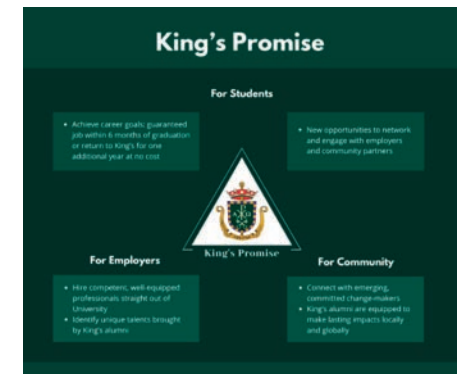 King's Promise
For Students
• Achieve career goals: guaranteed
job within 6 months of graduation
or return to King's for one
additional year at no cost
• New opportunities to network
and engage with employers
and community partners
King's Promise
For Employers
• Hire competent, well equipped
professionals straight out of
University
• Identify unique talents brought
by King's alumni
For Community
• Connect with emerging,
committed change-makers
• King's alumni are equipped to
make lasting impacts locally
and globally